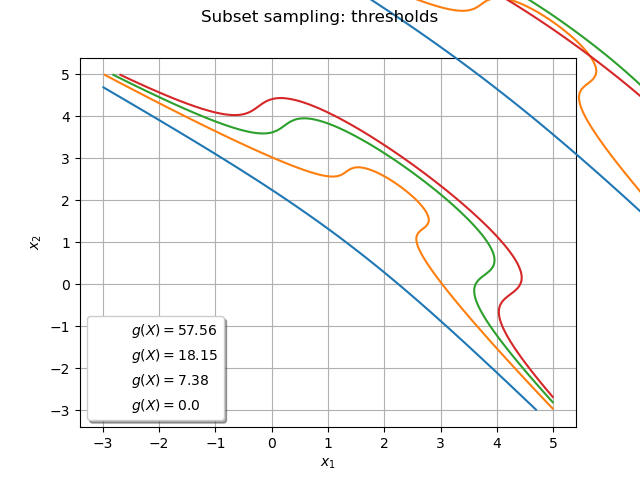 Subset sampling: thresholds
5
4
3
2
1
0
−1
−2
−3
x₂
g(X) = 57.56
g(X) = 18.15
g(X) = 7.38
g(X) = 0.0
−3 −2 −1 0 1 2 3 4 5
x₁